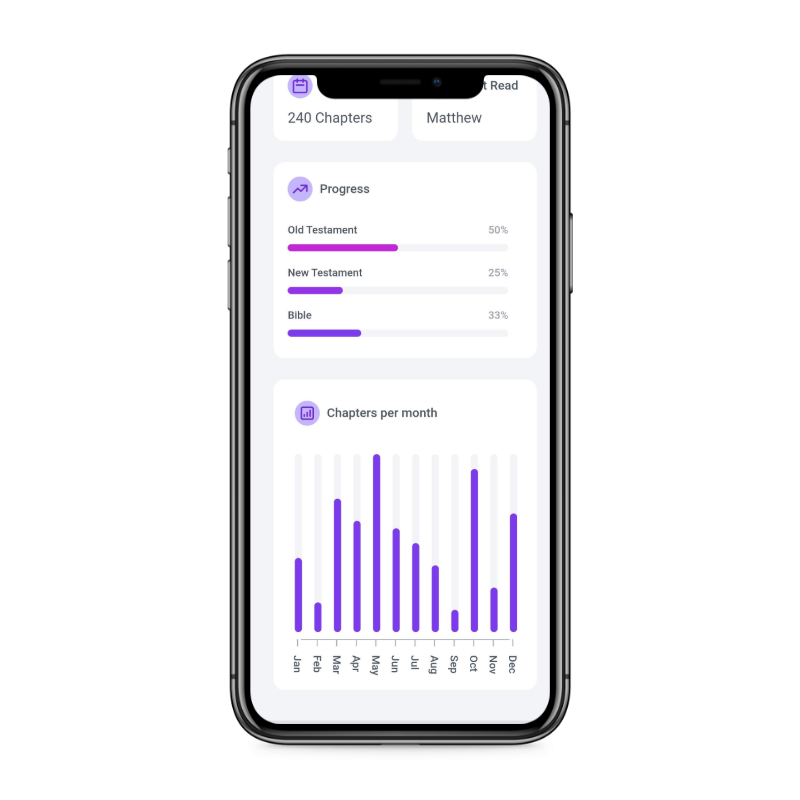 t Read
240 Chapters
Matthew
Progress
Old Testament 50%
New Testament 25%
Bible 33%
Chapters per month
Jan Feb Mar Apr May Jun Jul Aug Sep Oct Nov Dec